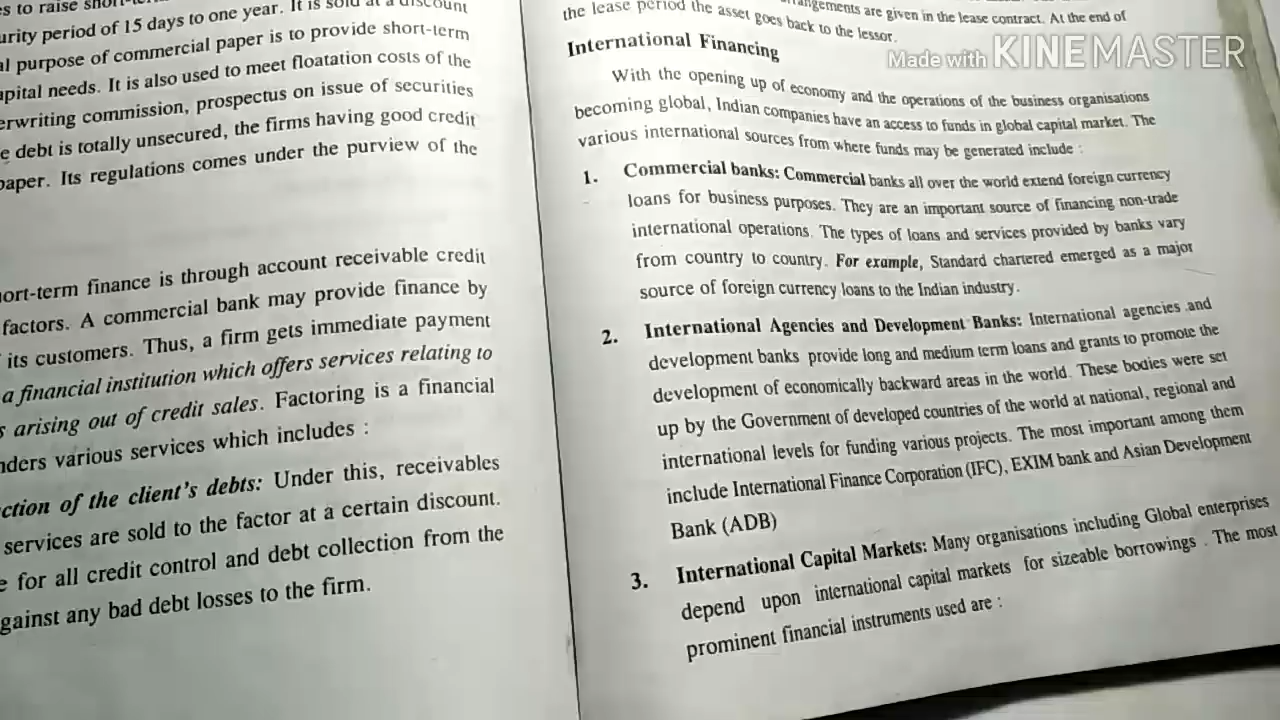 es to raise short-
urity period of 15 days to one year. It is sold at a discount
al purpose of commercial paper is to provide short-term
apital needs. It is also used to meet floatation costs of the
erwriting commission, prospectus on issue of securities
e debt is totally unsecured, the firms having good credit
paper. Its regulations comes under the purview of the
ort-term finance is through account receivable credit
factors. A commercial bank may provide finance by
its customers. Thus, a firm gets immediate payment
a financial institution which offers services relating to
s arising out of credit sales. Factoring is a financial
nders various services which includes :
ction of the client's debts: Under this, receivables
services are sold to the factor at a certain discount.
e for all credit control and debt collection from the
gainst any bad debt losses to the firm.
rangements are given in the lease contract. At the end of
the lease period the asset goes back to the lessor.
Made with KINEMASTER
International Financing
With the opening up of economy and the operations of the business organisations
becoming global, Indian companies have an access to funds in global capital market. The
various international sources from where funds may be generated include :
1. Commercial banks: Commercial banks all over the world extend foreign currency
loans for business purposes. They are an important source of financing non-trade
international operations. The types of loans and services provided by banks vary
from country to country. For example, Standard chartered emerged as a major
source of foreign currency loans to the Indian industry.
2. International Agencies and Development Banks: International agencies and
development banks provide long and medium term loans and grants to promote the
development of economically backward areas in the world. These bodies were set
up by the Government of developed countries of the world at national, regional and
international levels for funding various projects. The most important among them
include International Finance Corporation (IFC), EXIM bank and Asian Development
Bank (ADB)
3. International Capital Markets: Many organisations including Global enterprises
depend upon international capital markets for sizeable borrowings . The most
prominent financial instruments used are :